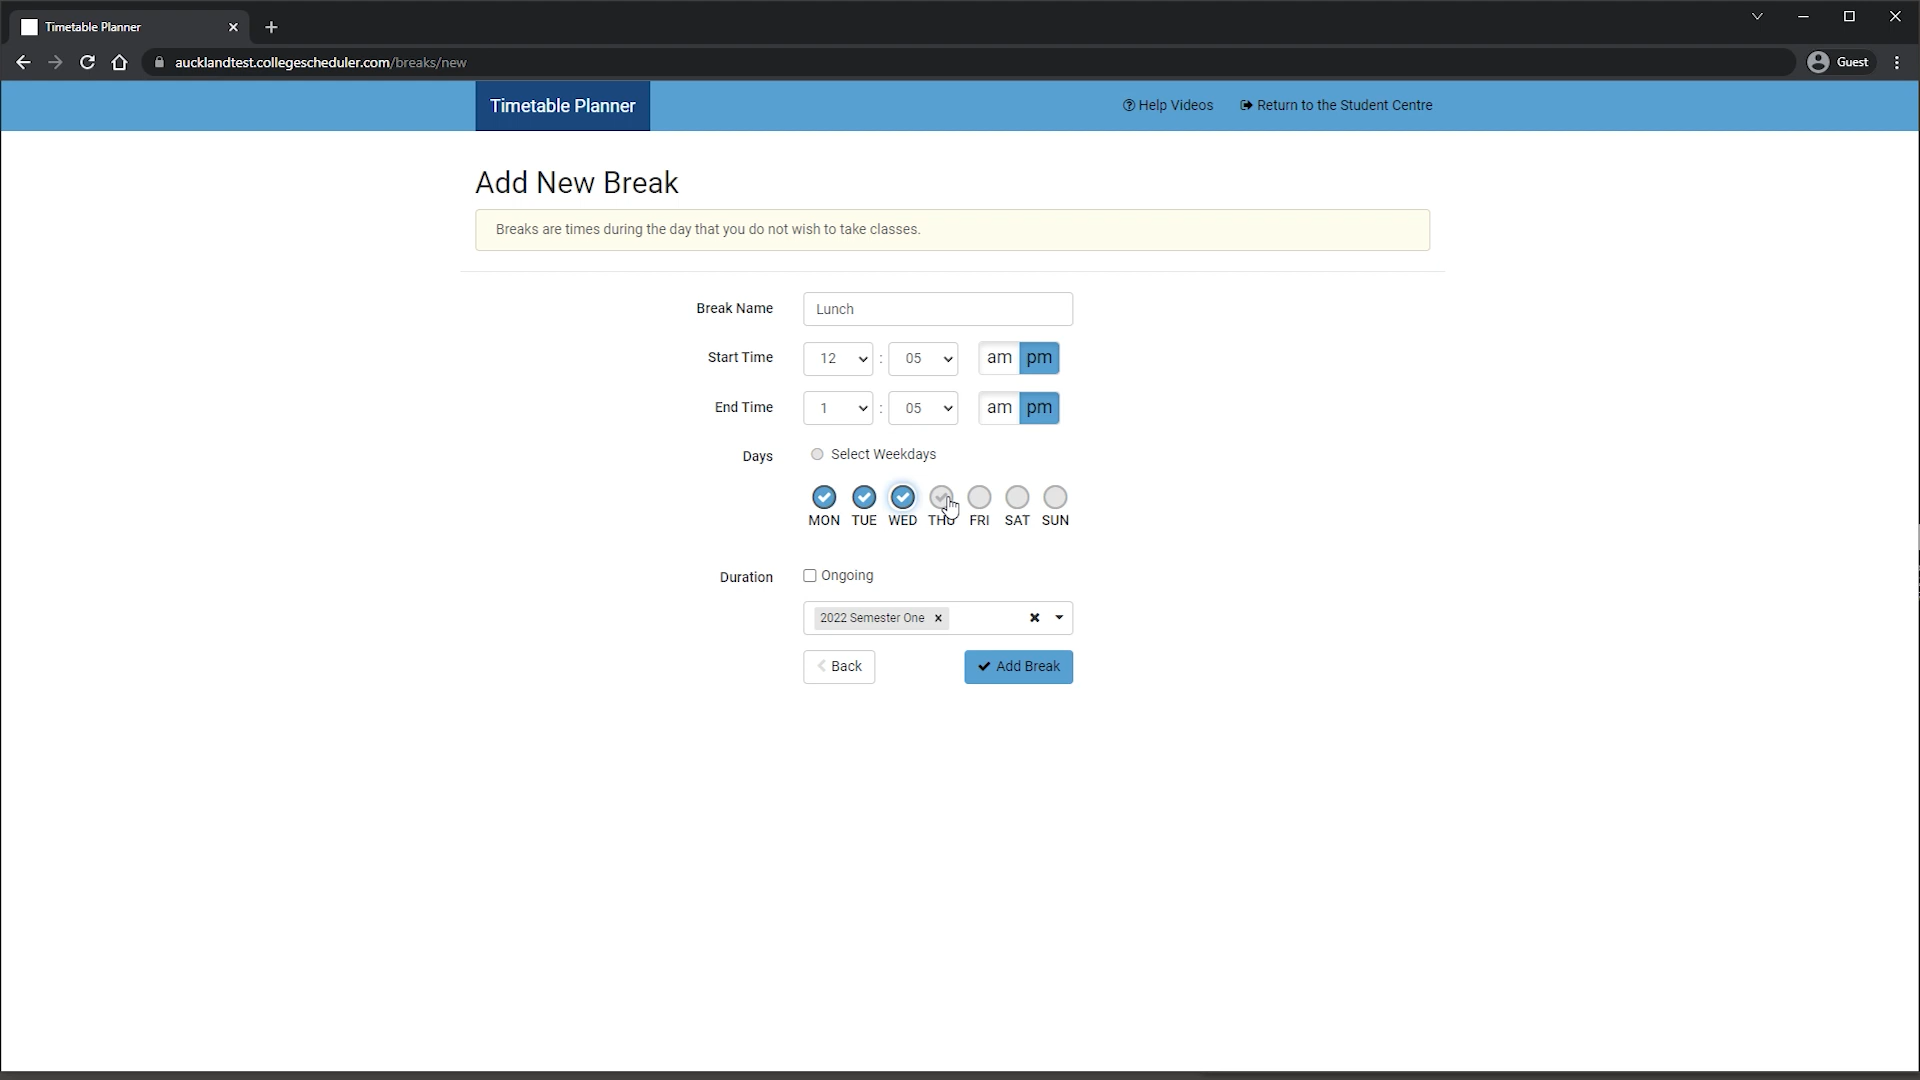 Timetable Planner
aucklandtest.collegescheduler.com/breaks/new
Guest
Timetable Planner
Help Videos
Return to the Student Centre
Add New Break
Breaks are times during the day that you do not wish to take classes.
Break Name Lunch
Start Time 12 : 05 am pm
End Time 1 : 05 am pm
Days Select Weekdays
MON TUE WED THU FRI SAT SUN
Duration Ongoing
2022 Semester One
Back Add Break